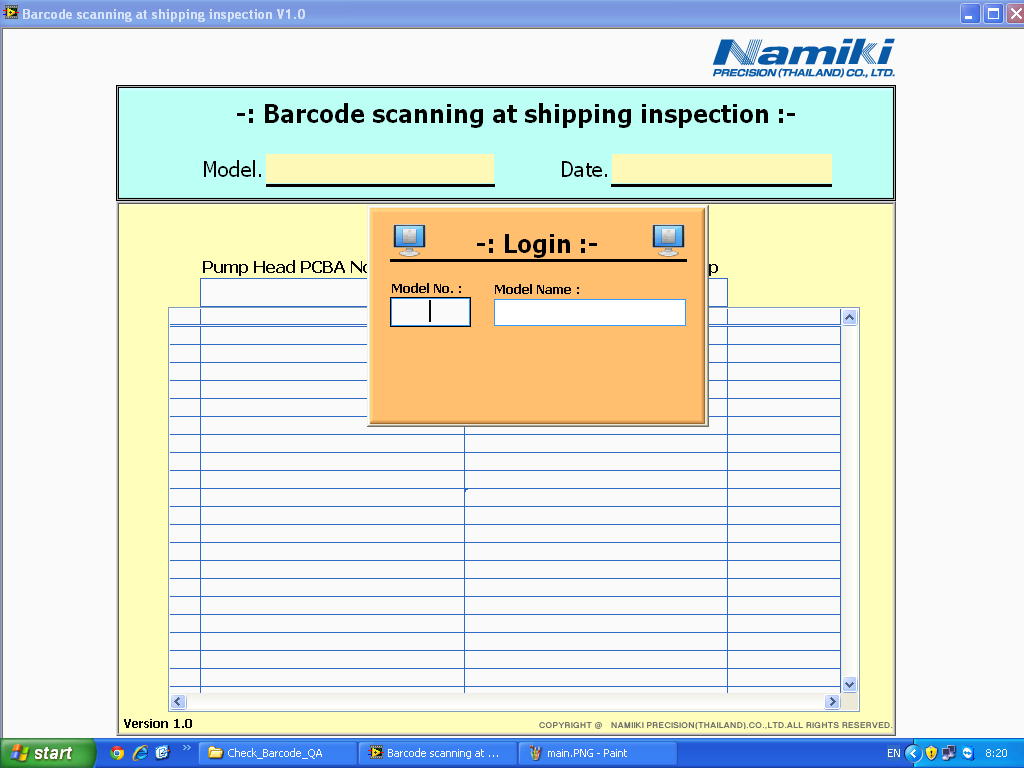 Barcode scanning at shipping inspection V1.0
Namiki
PRECISION (THAILAND) CO., LTD.
-: Barcode scanning at shipping inspection :-
Model.
Date.
-: Login :-
Pump Head PCBA No
p
Model No. :
Model Name :
Version 1.0
COPYRIGHT @ NAMIIKI PRECISION(THAILAND).CO.,LTD.ALL RIGHTS RESERVED.
start
Check_Barcode_QA
Barcode scanning at ...
main.PNG - Paint
EN
8:20